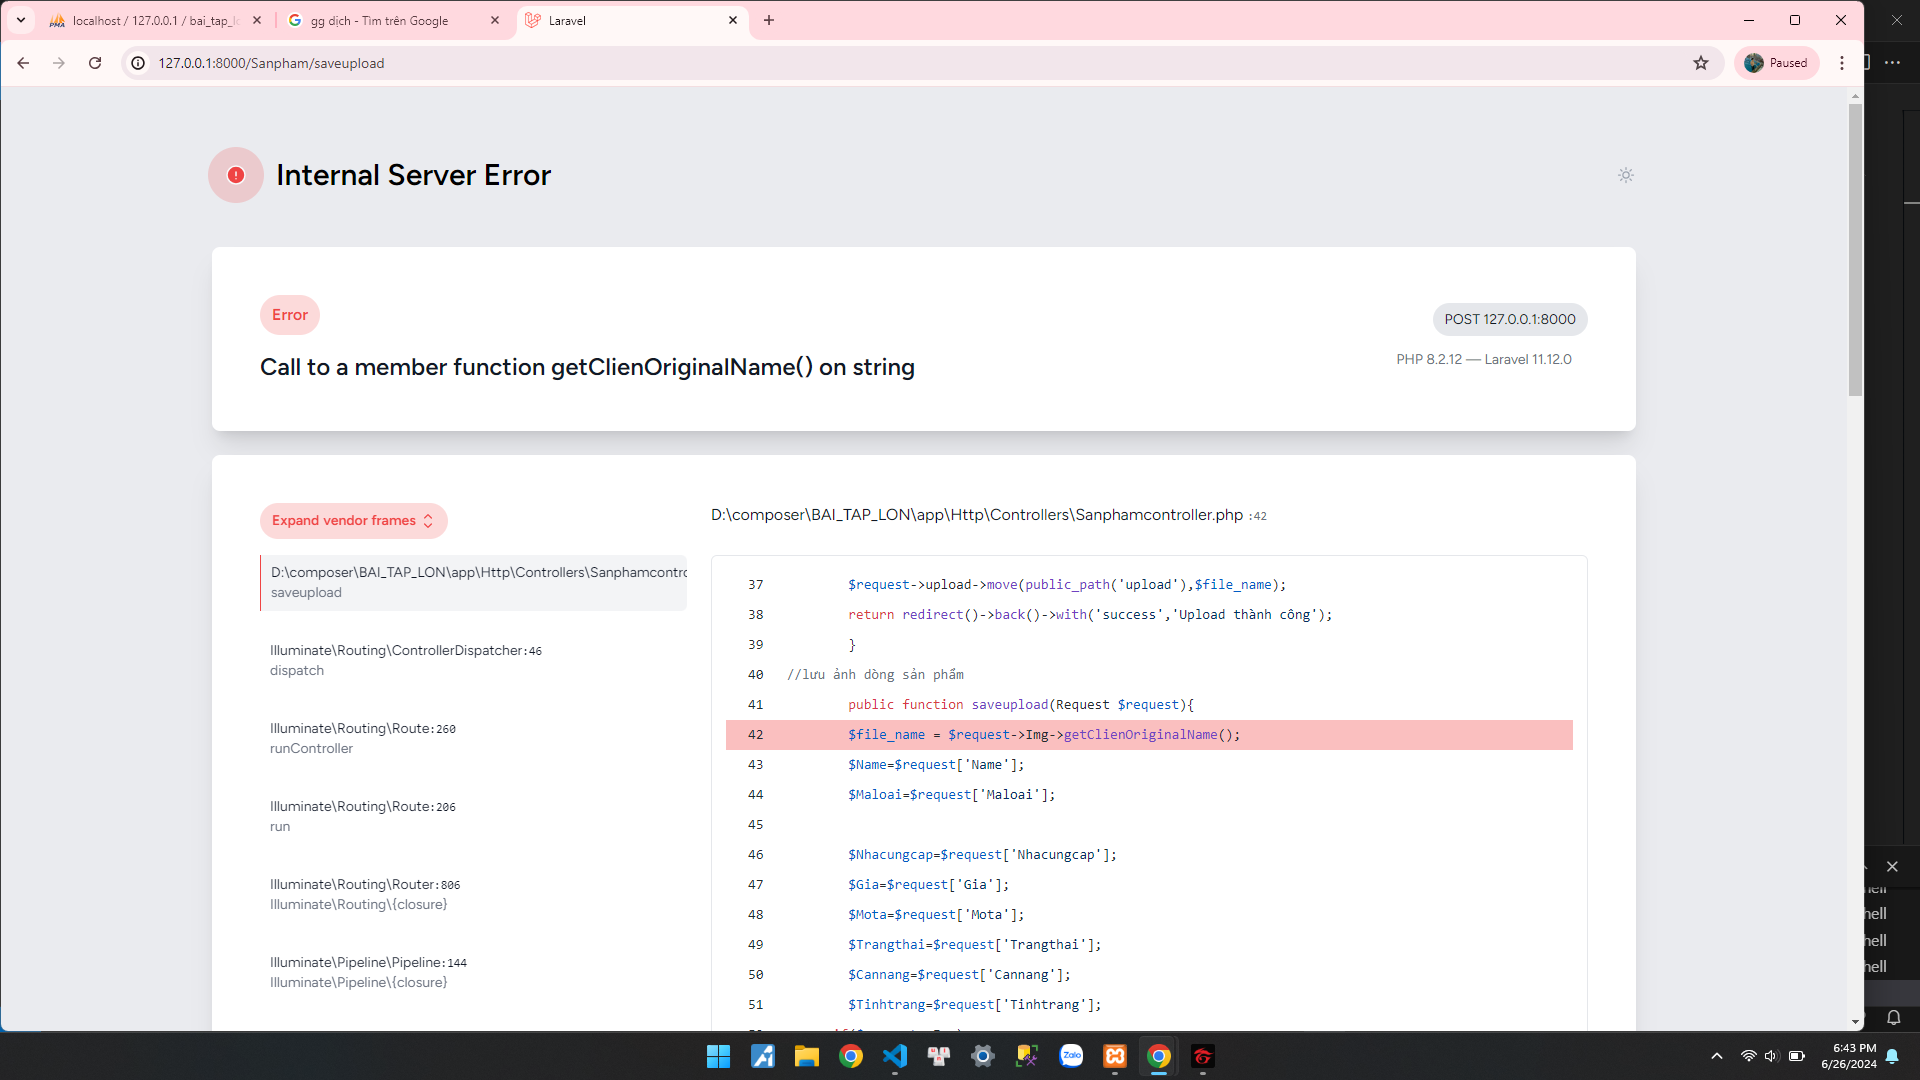 localhost / 127.0.0.1 / bai_tap_lo
gg dịch - Tìm trên Google
Laravel
127.0.0.1:8000/Sanpham/saveupload
Paused
Internal Server Error
Error
POST 127.0.0.1:8000
Call to a member function getClienOriginalName() on string
PHP 8.2.12 — Laravel 11.12.0
Expand vendor frames
D:\composer\BAI_TAP_LON\app\Http\Controllers\Sanphamcontro
saveupload
Illuminate\Routing\ControllerDispatcher:46
dispatch
Illuminate\Routing\Route:260
runController
Illuminate\Routing\Route:206
run
Illuminate\Routing\Router:806
Illuminate\Routing\{closure}
Illuminate\Pipeline\Pipeline:144
Illuminate\Pipeline\{closure}
D:\composer\BAI_TAP_LON\app\Http\Controllers\Sanphamcontroller.php :42
37 $request->upload->move(public_path('upload'),$file_name);
38 return redirect()->back()->with('success','Upload thành công');
39 }
40 //lưu ảnh dòng sản phẩm
41 public function saveupload(Request $request){
42 $file_name = $request->Img->getClienOriginalName();
43 $Name=$request['Name'];
44 $Maloai=$request['Maloai'];
45
46 $Nhacungcap=$request['Nhacungcap'];
47 $Gia=$request['Gia'];
48 $Mota=$request['Mota'];
49 $Trangthai=$request['Trangthai'];
50 $Cannang=$request['Cannang'];
51 $Tinhtrang=$request['Tinhtrang'];
hell
hell
hell
Zalo
6:43 PM
6/26/2024